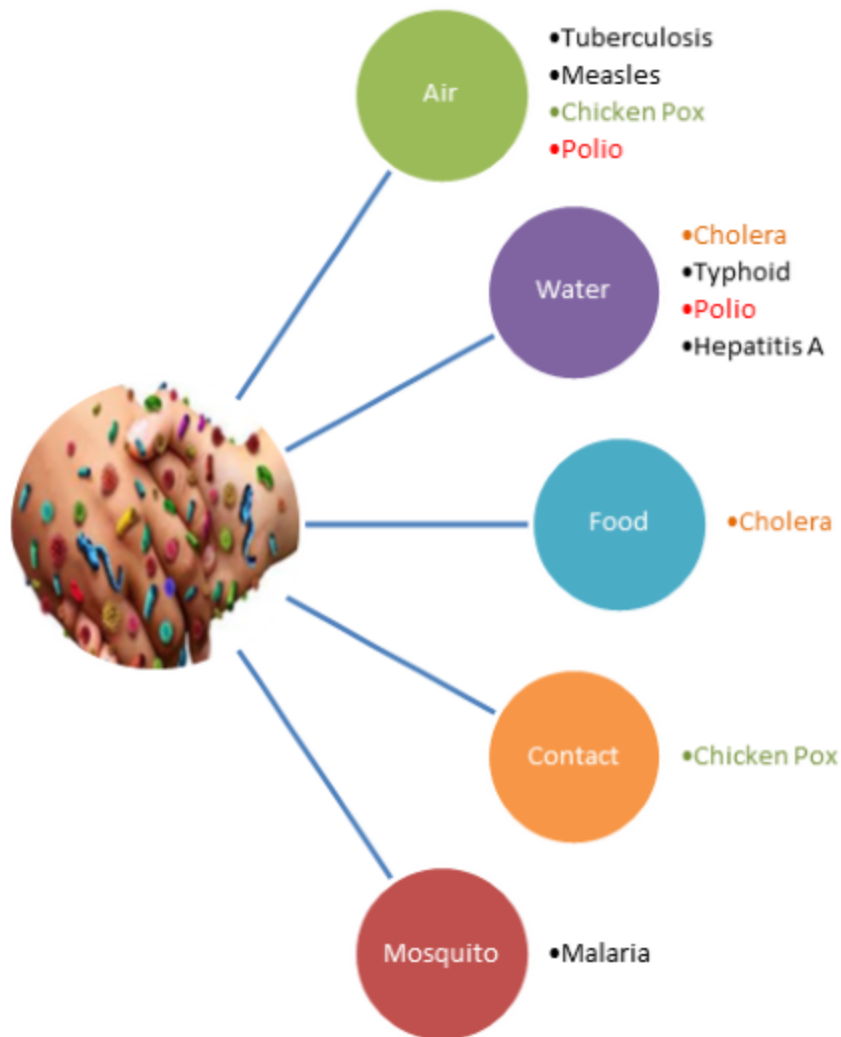 Air
•Tuberculosis
•Measles
•Chicken Pox
•Polio
Water
•Cholera
•Typhoid
•Polio
•Hepatitis A
Food
•Cholera
Contact
•Chicken Pox
Mosquito
•Malaria